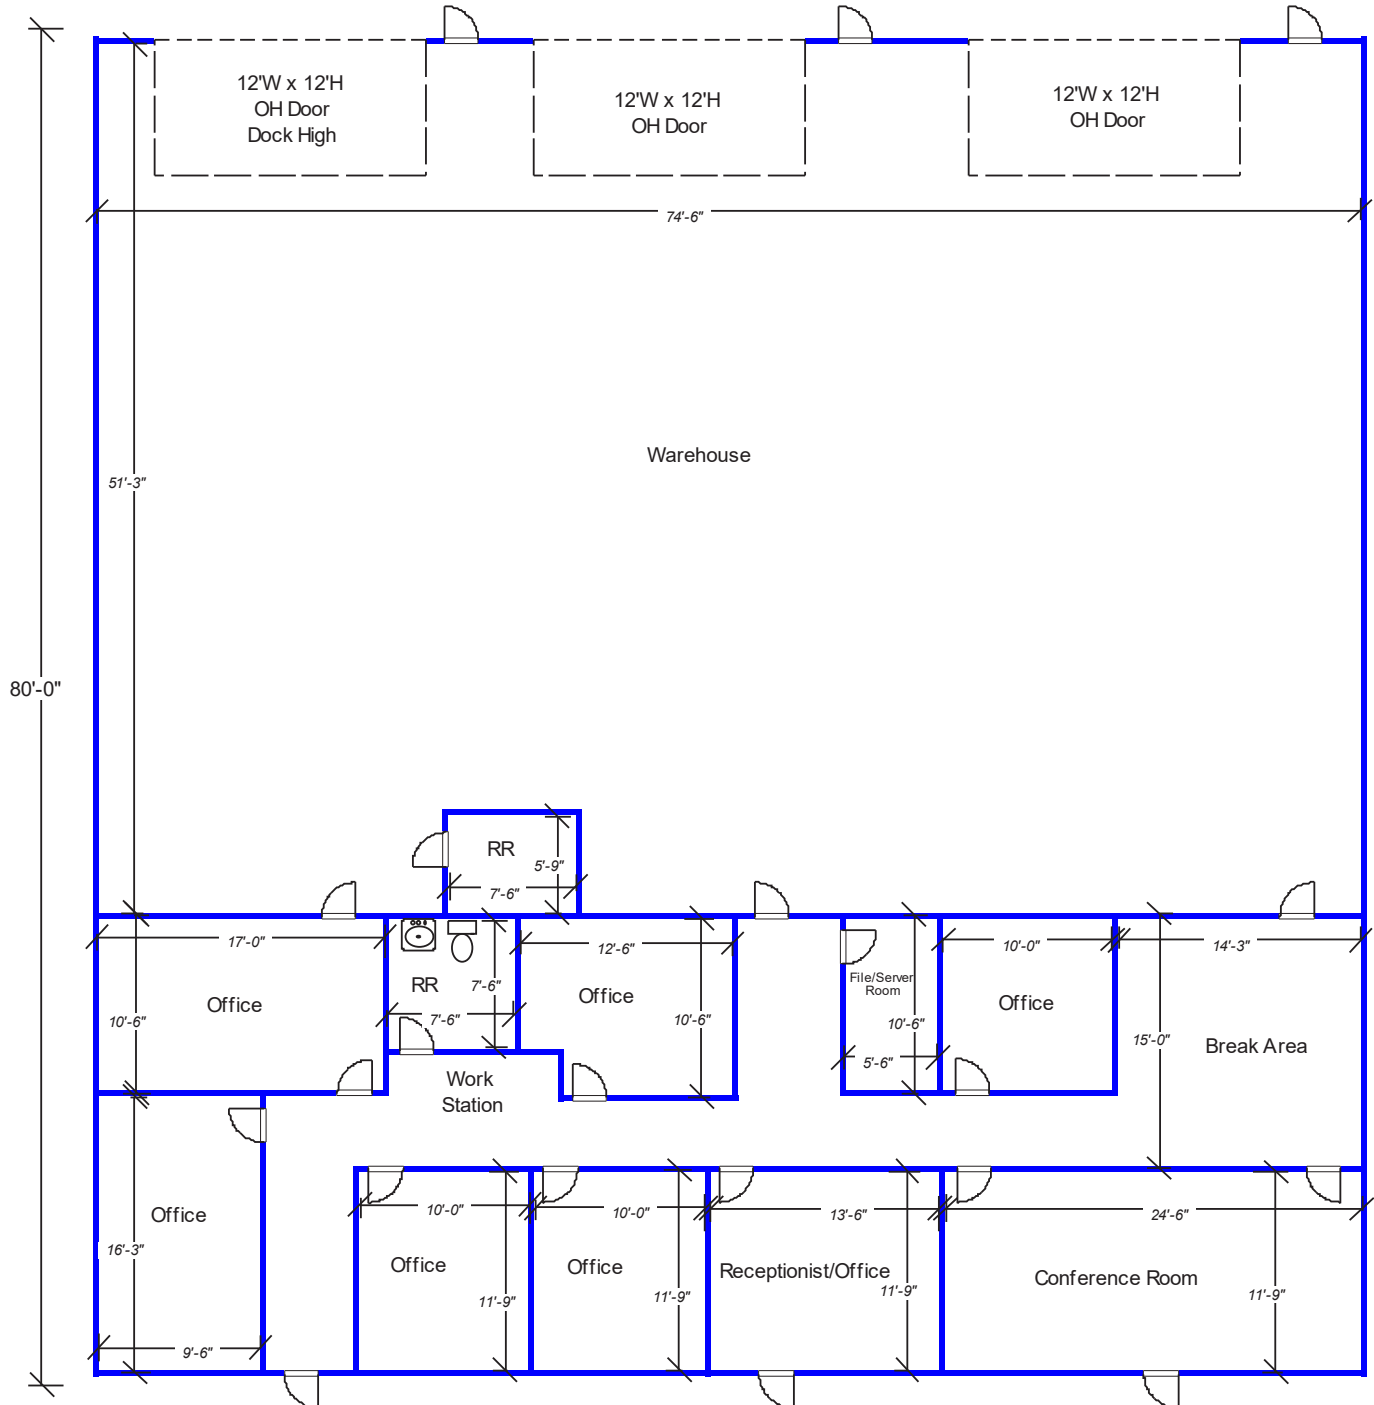 12'W x 12'H
OH Door
Dock High
12'W x 12'H
OH Door
12'W x 12'H
OH Door
74'-6"
Warehouse
51'-3"
80'-0"
RR
5'-9"
7'-6"
17'-0"
12'-6"
10'-0"
14'-3"
Office
RR
7'-6"
7'-6"
Office
10'-6"
File/Server
Room
10'-6"
5'-6"
Office
15'-0"
Break Area
10'-6"
Work
Station
Office
16'-3"
9'-6"
10'-0"
Office
11'-9"
10'-0"
Office
11'-9"
13'-6"
Receptionist/Office
11'-9"
24'-6"
Conference Room
11'-9"